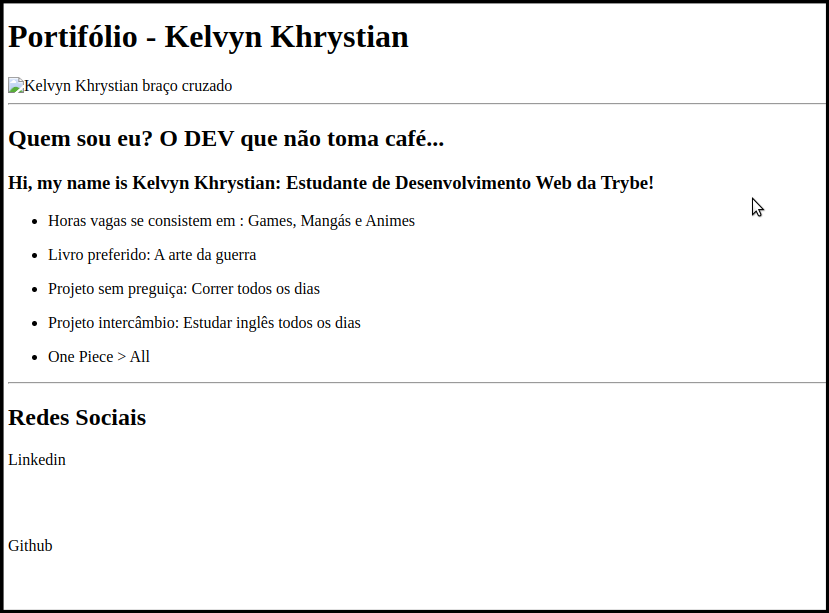 Portifólio - Kelvyn Khrystian
Kelvyn Khrystian braço cruzado
Quem sou eu? O DEV que não toma café...
Hi, my name is Kelvyn Khrystian: Estudante de Desenvolvimento Web da Trybe!
• Horas vagas se consistem em : Games, Mangás e Animes
• Livro preferido: A arte da guerra
• Projeto sem preguiça: Correr todos os dias
• Projeto intercâmbio: Estudar inglês todos os dias
• One Piece > All
Redes Sociais
Linkedin
Github